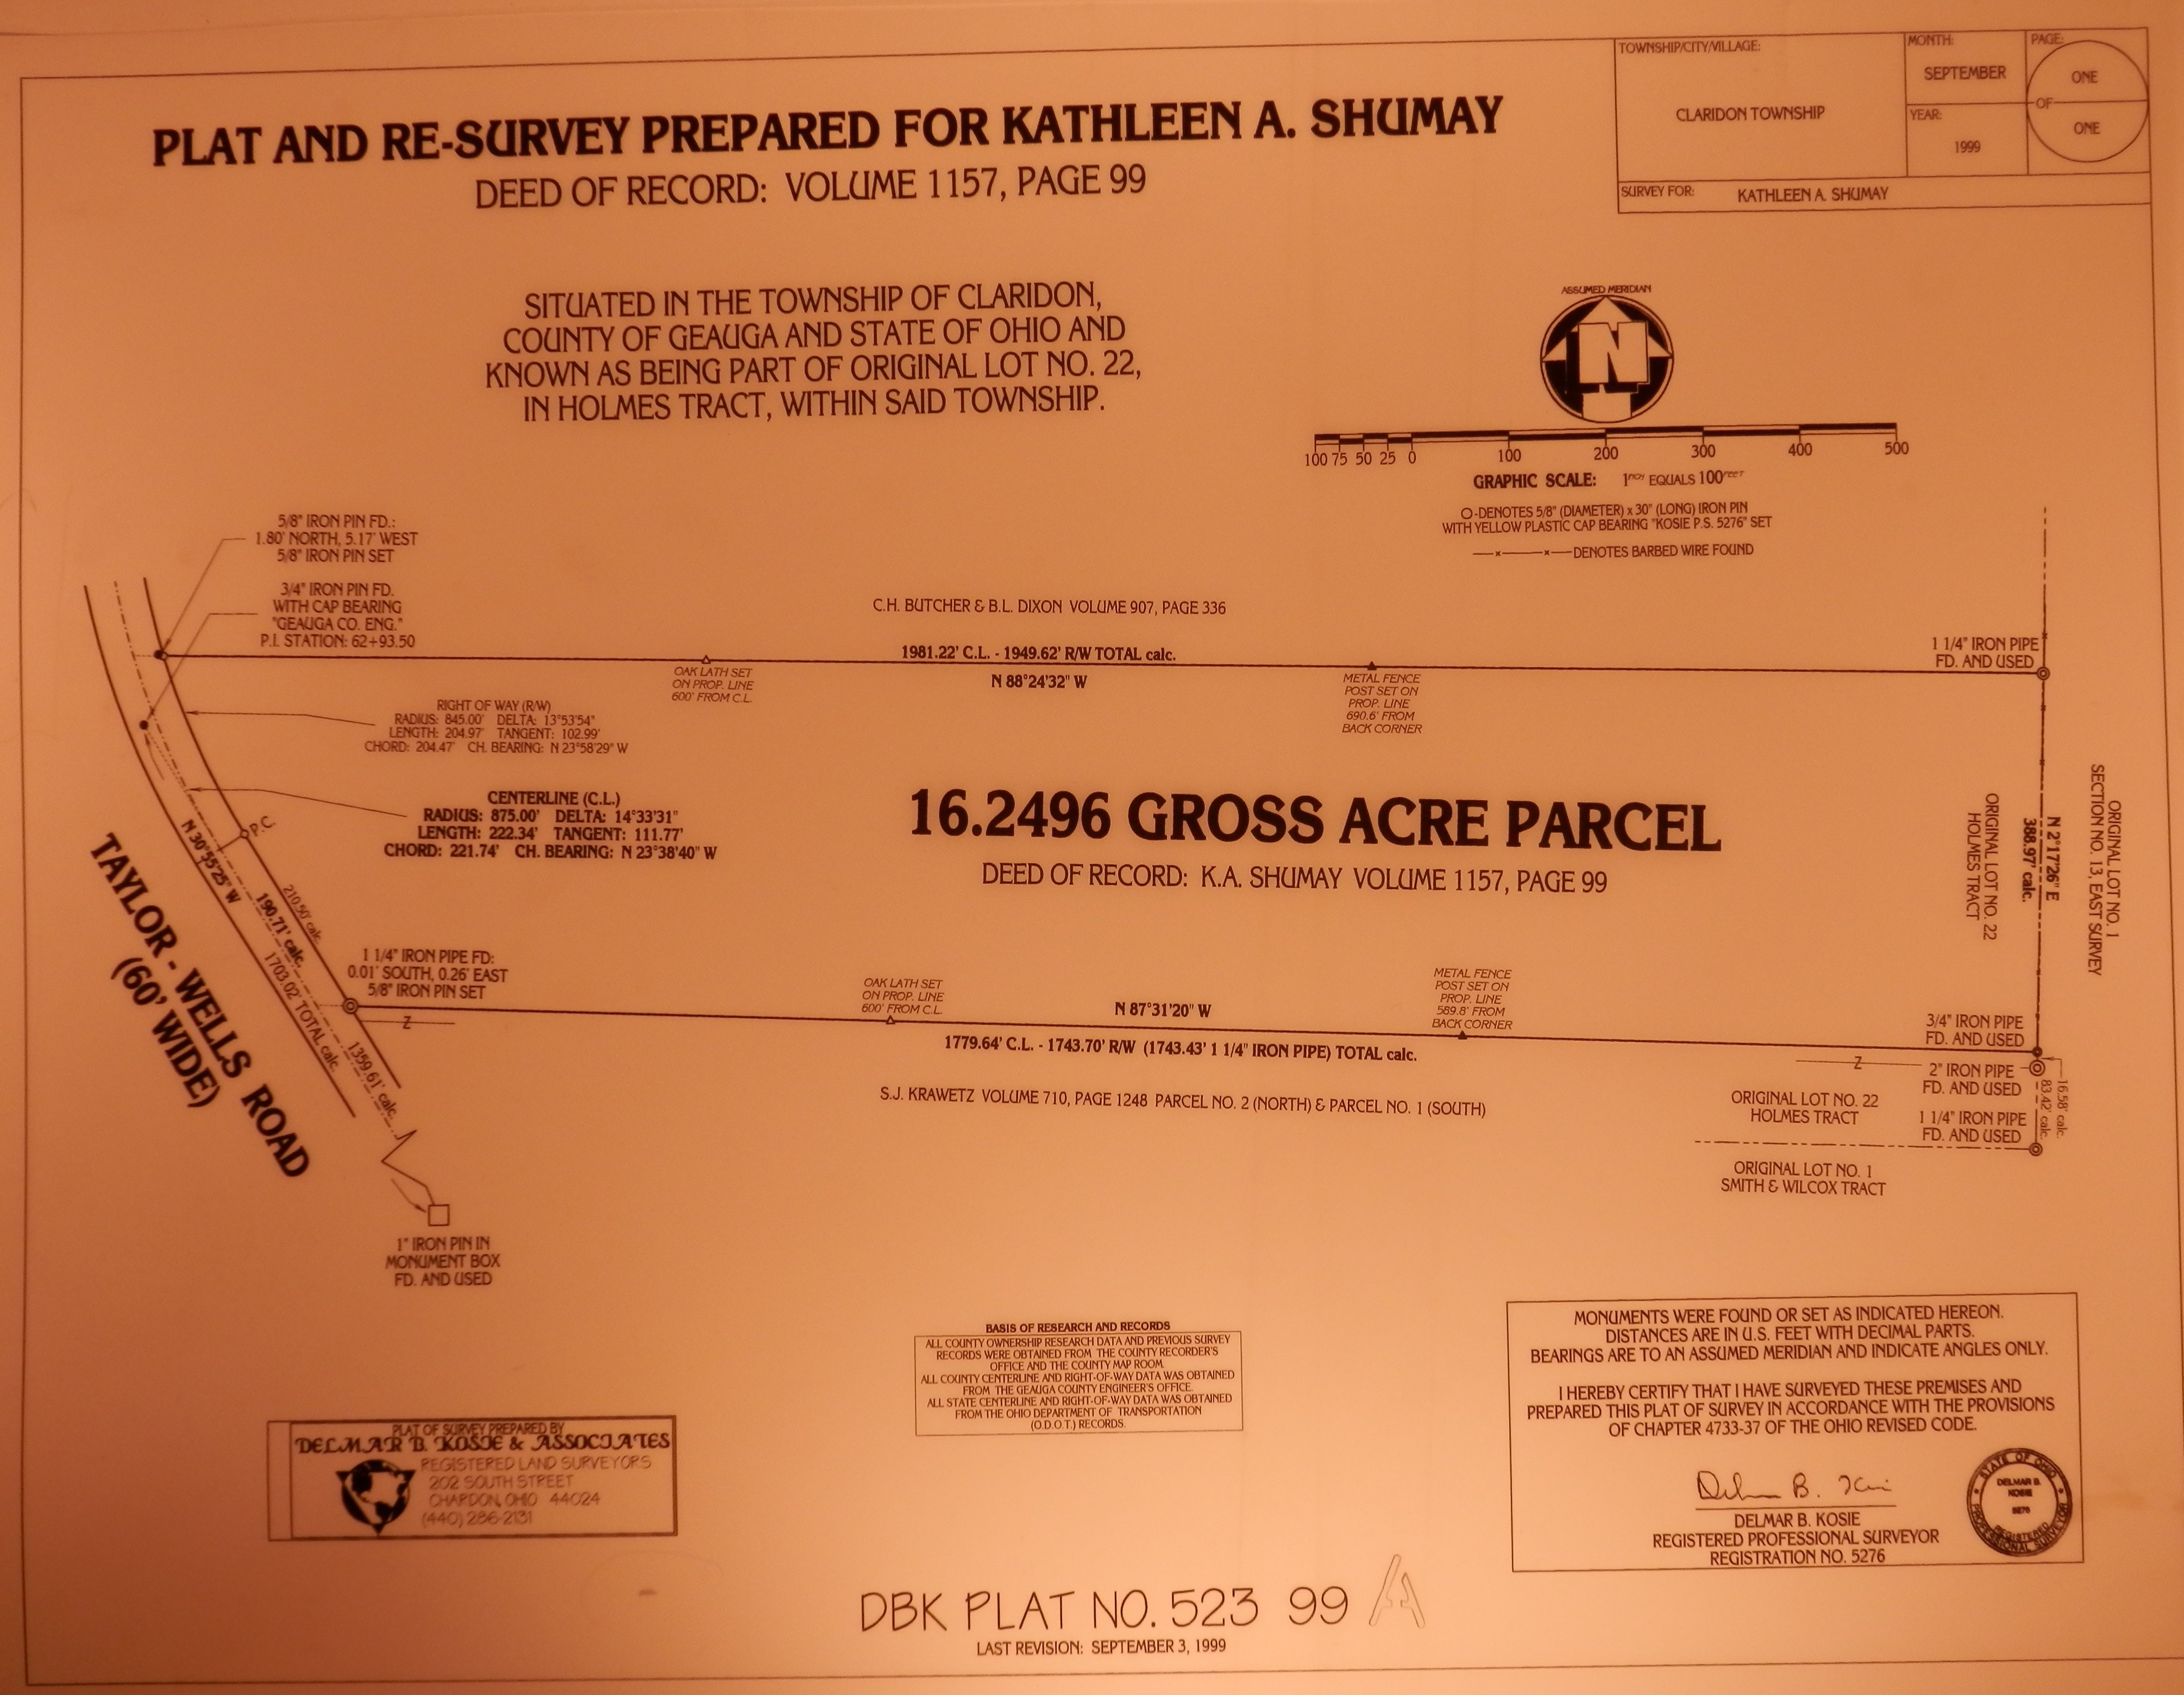 TOWNSHIP/CITY/VILLAGE:
CLARIDON TOWNSHIP
MONTH:
SEPTEMBER
YEAR:
1999
PAGE:
ONE
OF
ONE
SURVEY FOR: KATHLEEN A. SHUMAY
PLAT AND RE-SURVEY PREPARED FOR KATHLEEN A. SHUMAY
DEED OF RECORD: VOLUME 1157, PAGE 99
SITUATED IN THE TOWNSHIP OF CLARIDON,
COUNTY OF GEAUGA AND STATE OF OHIO AND
KNOWN AS BEING PART OF ORIGINAL LOT NO. 22,
IN HOLMES TRACT, WITHIN SAID TOWNSHIP.
ASSUMED MERIDIAN
N
100 75 50 25 0 100 200 300 400 500
GRAPHIC SCALE: 1 INCH EQUALS 100 FEET
O-DENOTES 5/8" (DIAMETER) x 30" (LONG) IRON PIN
WITH YELLOW PLASTIC CAP BEARING "KOSIE P.S. 5276" SET
—x———x—DENOTES BARBED WIRE FOUND
5/8" IRON PIN FD.:
1.80' NORTH, 5.17' WEST
5/8" IRON PIN SET
3/4" IRON PIN FD.
WITH CAP BEARING
"GEAUGA CO. ENG."
P.I. STATION: 62+93.50
C.H. BUTCHER & B.L. DIXON VOLUME 907, PAGE 336
1981.22' C.L. - 1949.62' R/W TOTAL calc.
N 88°24'32" W
OAK LATH SET
ON PROP. LINE
600' FROM C.L.
METAL FENCE
POST SET ON
PROP. LINE
690.6' FROM
BACK CORNER
1 1/4" IRON PIPE
FD. AND USED
RIGHT OF WAY (R/W)
RADIUS: 845.00' DELTA: 13°53'54"
LENGTH: 204.97' TANGENT: 102.99'
CHORD: 204.47' CH. BEARING: N 23°58'29" W
CENTERLINE (C.L.)
RADIUS: 875.00' DELTA: 14°33'31"
LENGTH: 222.34' TANGENT: 111.77'
CHORD: 221.74' CH. BEARING: N 23°38'40" W
P.C
N 30°55'25" W
210.50' calc.
190.71' calc.
1703.02' TOTAL calc.
1359.61' calc.
TAYLOR - WELLS ROAD
(60' WIDE)
16.2496 GROSS ACRE PARCEL
DEED OF RECORD: K.A. SHUMAY VOLUME 1157, PAGE 99
ORIGINAL LOT NO. 22
HOLMES TRACT
N 2°17'26" E
388.97' calc.
ORIGINAL LOT NO. 1
SECTION NO. 13, EAST SURVEY
1 1/4" IRON PIPE FD:
0.01' SOUTH, 0.26' EAST
5/8" IRON PIN SET
OAK LATH SET
ON PROP. LINE
600' FROM C.L.
N 87°31'20" W
METAL FENCE
POST SET ON
PROP. LINE
589.8' FROM
BACK CORNER
1779.64' C.L. - 1743.70' R/W (1743.43' 1 1/4" IRON PIPE) TOTAL calc.
3/4" IRON PIPE
FD. AND USED
2" IRON PIPE
FD. AND USED
1 1/4" IRON PIPE
FD. AND USED
16.58' calc.
83.42' calc.
S.J. KRAWETZ VOLUME 710, PAGE 1248 PARCEL NO. 2 (NORTH) & PARCEL NO. 1 (SOUTH)
ORIGINAL LOT NO. 22
HOLMES TRACT
ORIGINAL LOT NO. 1
SMITH & WILCOX TRACT
1" IRON PIN IN
MONUMENT BOX
FD. AND USED
BASIS OF RESEARCH AND RECORDS
ALL COUNTY OWNERSHIP RESEARCH DATA AND PREVIOUS SURVEY
RECORDS WERE OBTAINED FROM THE COUNTY RECORDER'S
OFFICE AND THE COUNTY MAP ROOM.
ALL COUNTY CENTERLINE AND RIGHT-OF-WAY DATA WAS OBTAINED
FROM THE GEAUGA COUNTY ENGINEER'S OFFICE.
ALL STATE CENTERLINE AND RIGHT-OF-WAY DATA WAS OBTAINED
FROM THE OHIO DEPARTMENT OF TRANSPORTATION
(O.D.O.T.) RECORDS.
MONUMENTS WERE FOUND OR SET AS INDICATED HEREON.
DISTANCES ARE IN U.S. FEET WITH DECIMAL PARTS.
BEARINGS ARE TO AN ASSUMED MERIDIAN AND INDICATE ANGLES ONLY.
I HEREBY CERTIFY THAT I HAVE SURVEYED THESE PREMISES AND
PREPARED THIS PLAT OF SURVEY IN ACCORDANCE WITH THE PROVISIONS
OF CHAPTER 4733-37 OF THE OHIO REVISED CODE.
DELMAR B. KOSIE
REGISTERED PROFESSIONAL SURVEYOR
REGISTRATION NO. 5276
STATE OF OHIO
DELMAR B.
KOSIE
5276
REGISTERED
PROFESSIONAL SURVEYOR
PLAT OF SURVEY PREPARED BY
DELMAR B. KOSIE & ASSOCIATES
REGISTERED LAND SURVEYORS
202 SOUTH STREET
CHARDON, OHIO 44024
(440) 286-2131
DBK PLAT NO. 523 99 A
LAST REVISION: SEPTEMBER 3, 1999